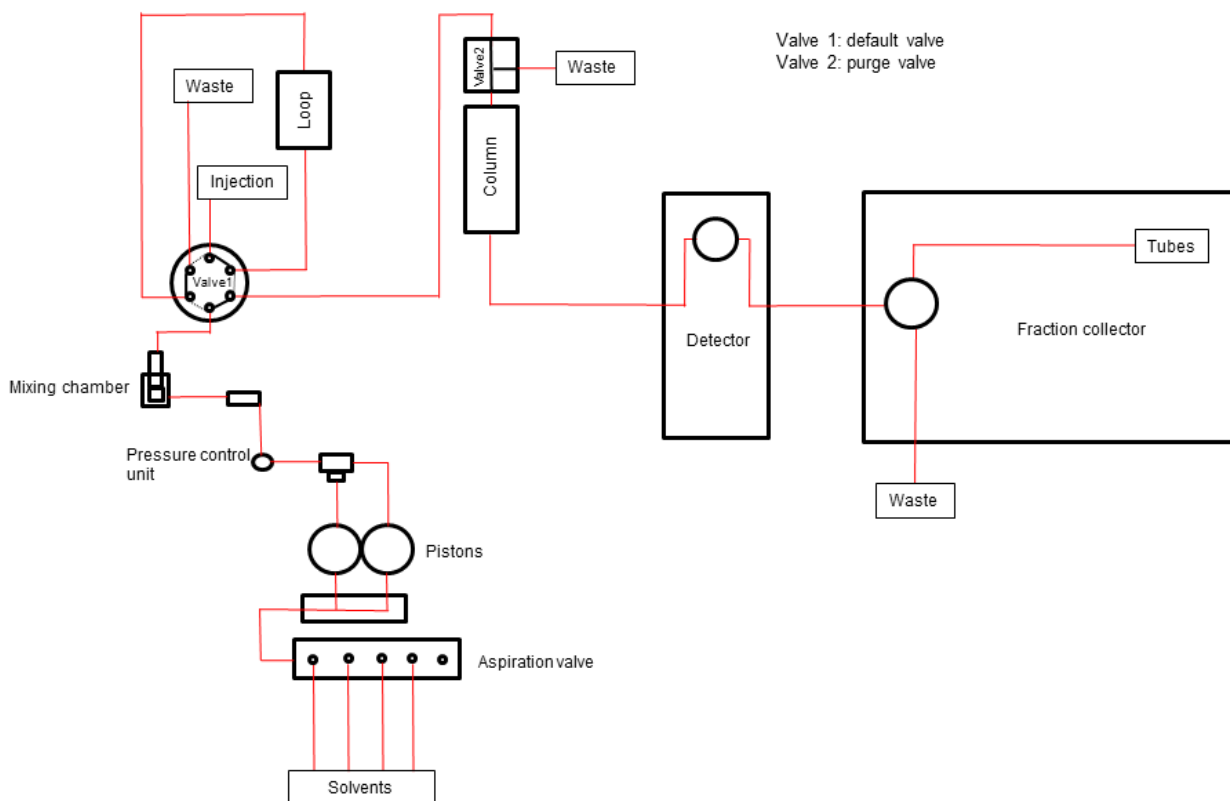 Valve 1: default valve
Valve 2: purge valve
Waste
Loop
Injection
Valve1
Valve2
Waste
Column
Detector
Tubes
Fraction collector
Waste
Mixing chamber
Pressure control
unit
Pistons
Aspiration valve
Solvents